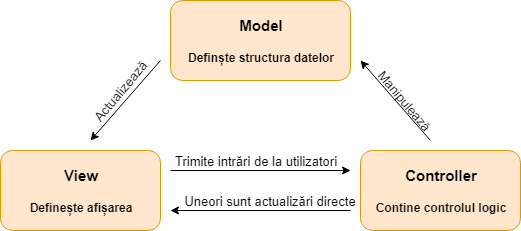 Model
Definște structura datelor
Actualizează
Manipulează
View
Definește afișarea
Trimite intrări de la utilizatori
Uneori sunt actualizări directe
Controller
Contine controlul logic